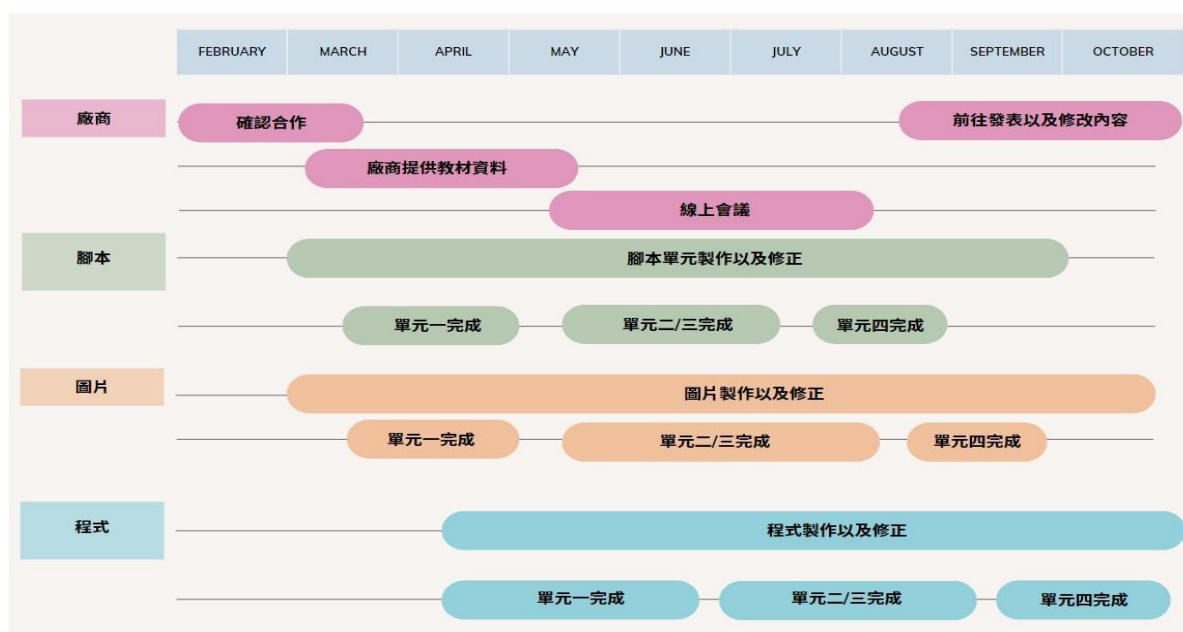 FEBRUARY MARCH APRIL MAY JUNE JULY AUGUST SEPTEMBER OCTOBER
廠商 確認合作 前往發表以及修改內容
廠商提供教材資料
線上會議
腳本 腳本單元製作以及修正
單元一完成 單元二/三完成 單元四完成
圖片 圖片製作以及修正
單元一完成 單元二/三完成 單元四完成
程式 程式製作以及修正
單元一完成 單元二/三完成 單元四完成